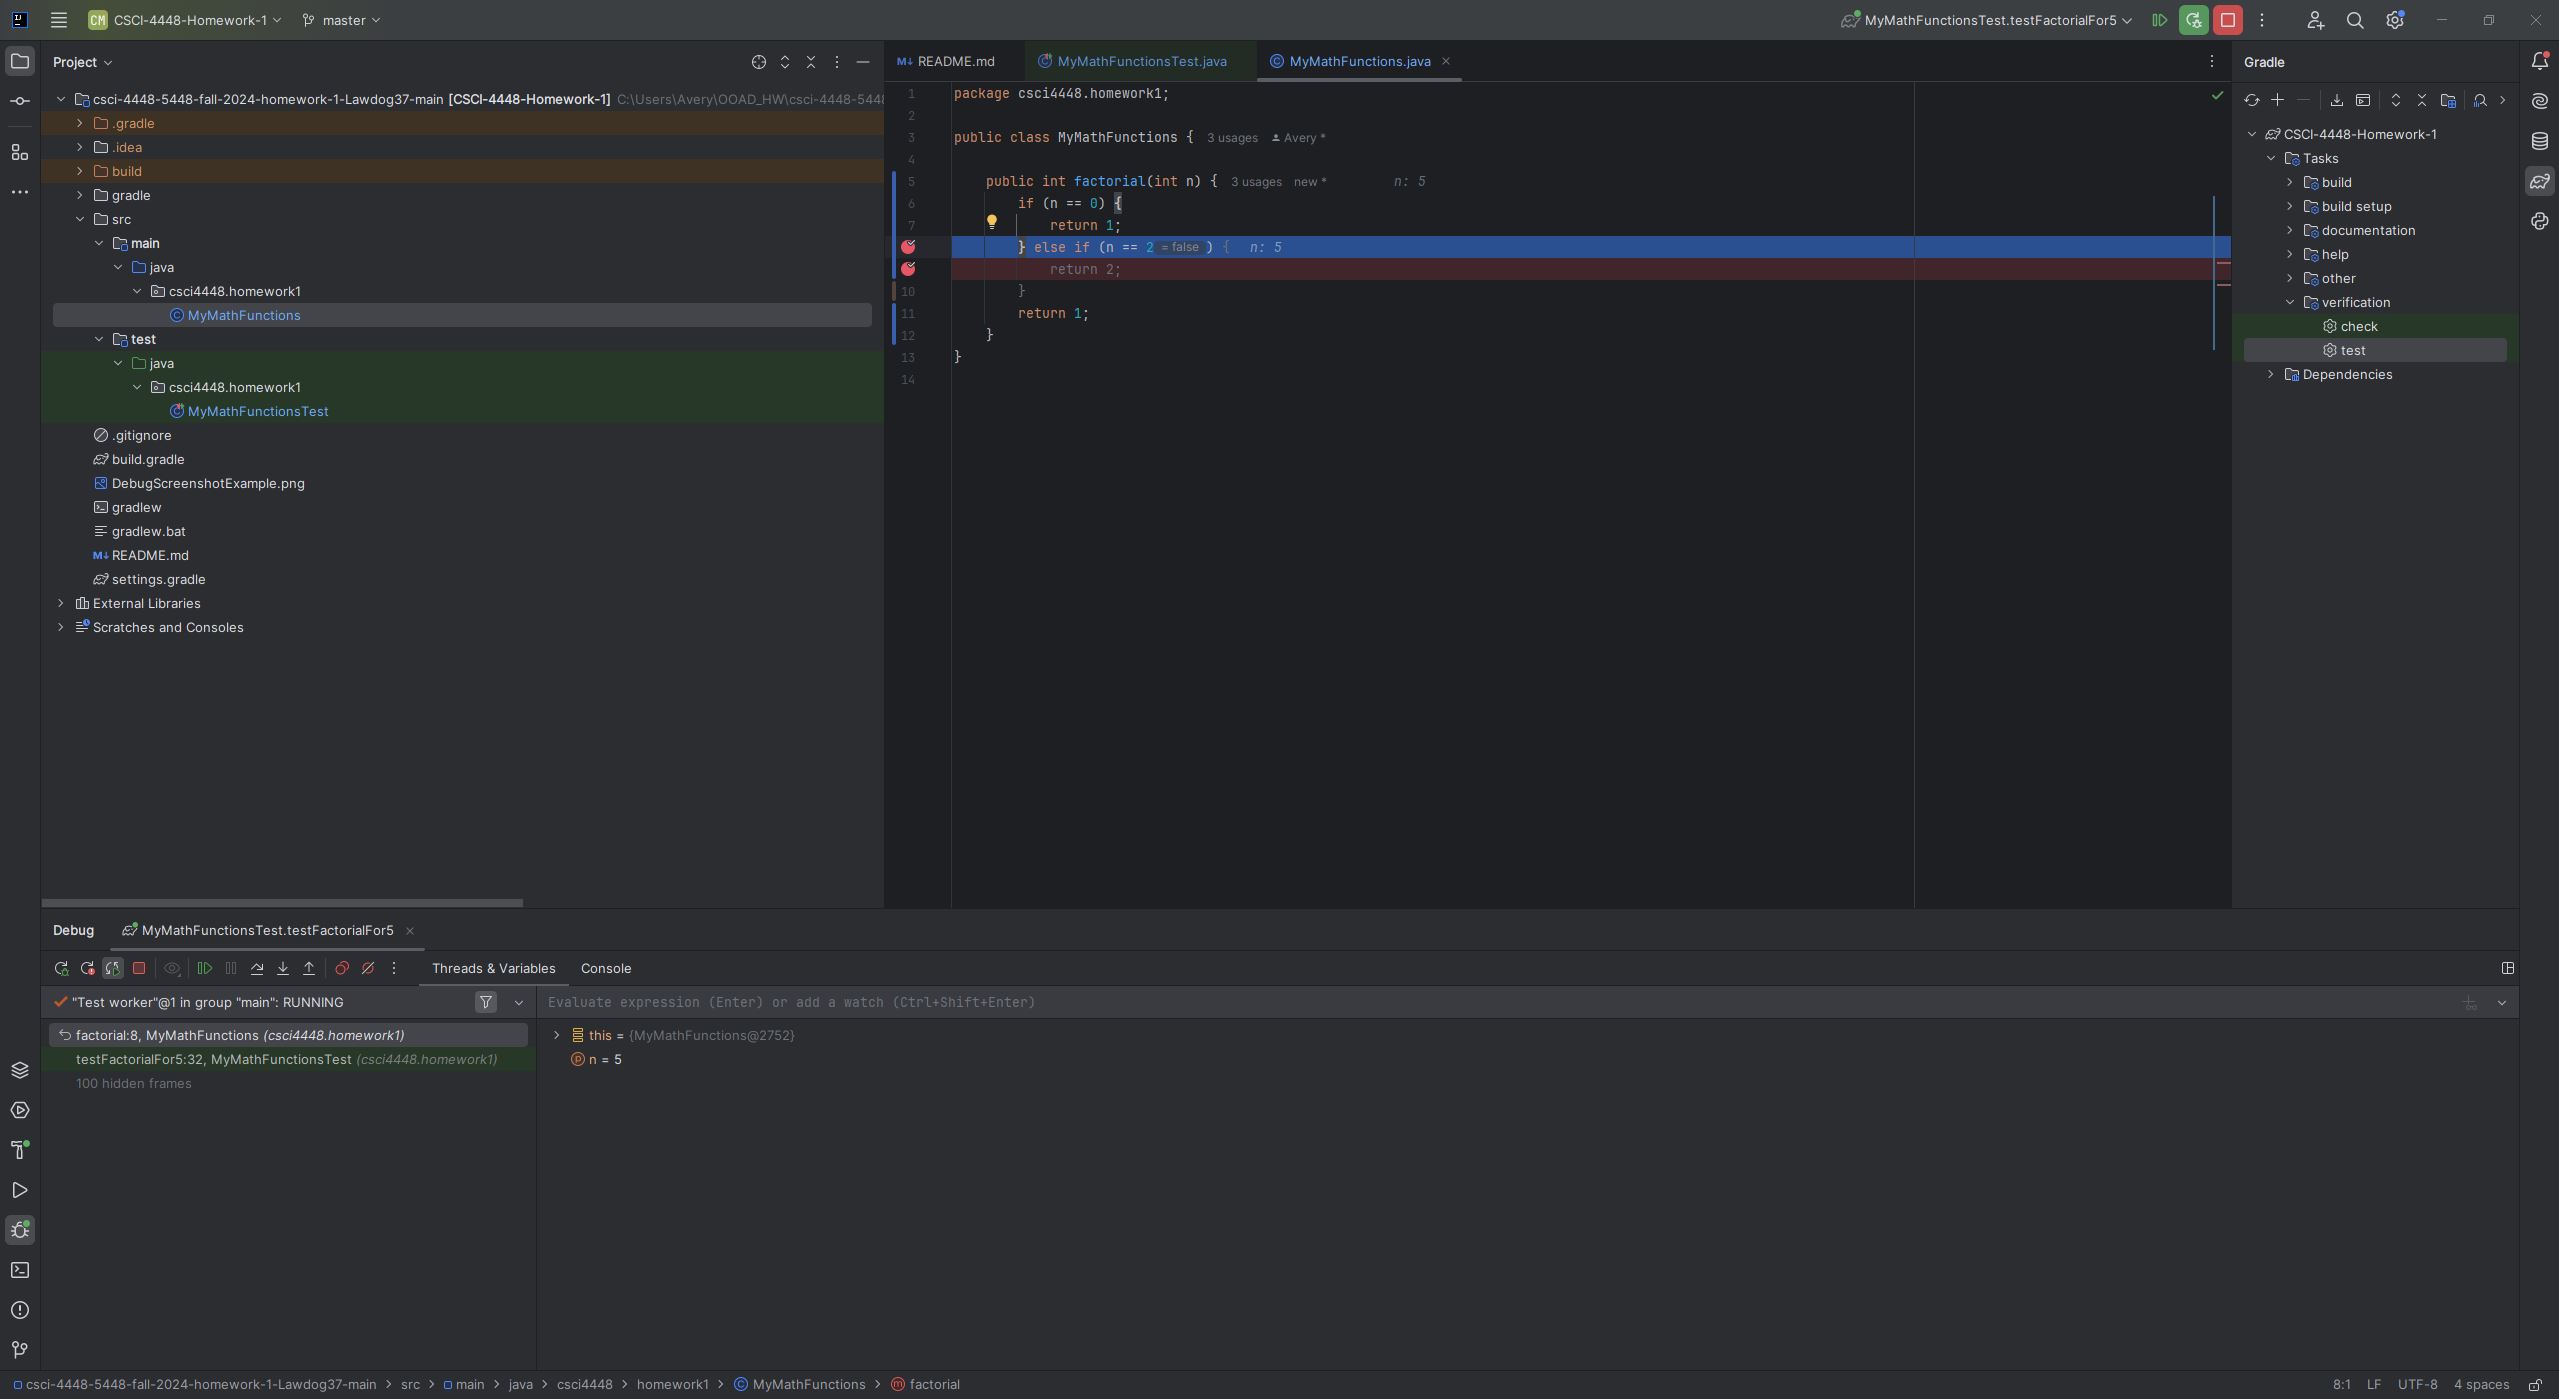 CM CSCI-4448-Homework-1 master MyMathFunctionsTest.testFactorialFor5
Project
csci-4448-5448-fall-2024-homework-1-Lawdog37-main [CSCI-4448-Homework-1] C:\Users\Avery\OOAD_HW\csci-4448-5448
.gradle
.idea
build
gradle
src
main
java
csci4448.homework1
MyMathFunctions
test
java
csci4448.homework1
MyMathFunctionsTest
.gitignore
build.gradle
DebugScreenshotExample.png
gradlew
gradlew.bat
M↓ README.md
settings.gradle
External Libraries
Scratches and Consoles
M↓ README.md MyMathFunctionsTest.java MyMathFunctions.java
1 package csci4448.homework1;
2
3 public class MyMathFunctions { 3 usages Avery *
4
5 public int factorial(int n) { 3 usages new * n: 5
6 if (n == 0) {
7 return 1;
} else if (n == 2 = false ) { n: 5
return 2;
10 }
11 return 1;
12 }
13 }
14
Gradle
CSCI-4448-Homework-1
Tasks
build
build setup
documentation
help
other
verification
check
test
Dependencies
Debug MyMathFunctionsTest.testFactorialFor5
Threads & Variables Console
"Test worker"@1 in group "main": RUNNING
factorial:8, MyMathFunctions (csci4448.homework1)
testFactorialFor5:32, MyMathFunctionsTest (csci4448.homework1)
100 hidden frames
Evaluate expression (Enter) or add a watch (Ctrl+Shift+Enter)
this = {MyMathFunctions@2752}
n = 5
csci-4448-5448-fall-2024-homework-1-Lawdog37-main > src > main > java > csci4448 > homework1 > MyMathFunctions > factorial
8:1 LF UTF-8 4 spaces